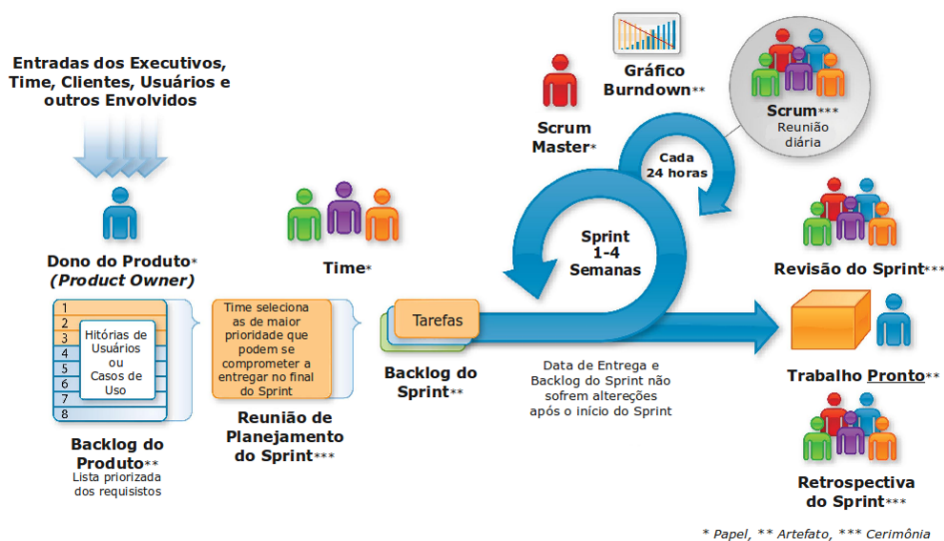 Entradas dos Executivos,
Time, Clientes, Usuários e
outros Envolvidos
Dono do Produto*
(Product Owner)
1
2
3
4
5
6
7
8
Hitórias de
Usuários
ou
Casos de
Uso
Backlog do
Produto**
Lista priorizada
dos requisistos
Time*
Time seleciona
as de maior
prioridade que
podem se
comprometer a
entregar no final
do Sprint
Reunião de
Planejamento
do Sprint***
Tarefas
Backlog do
Sprint**
Scrum
Master*
Gráfico
Burndown**
Cada
24 horas
Scrum***
Reunião
diária
Sprint
1-4
Semanas
Data de Entrega e
Backlog do Sprint não
sofrem altereções
após o início do Sprint
Revisão do Sprint***
Trabalho Pronto**
Retrospectiva
do Sprint***
* Papel, ** Artefato, *** Cerimônia